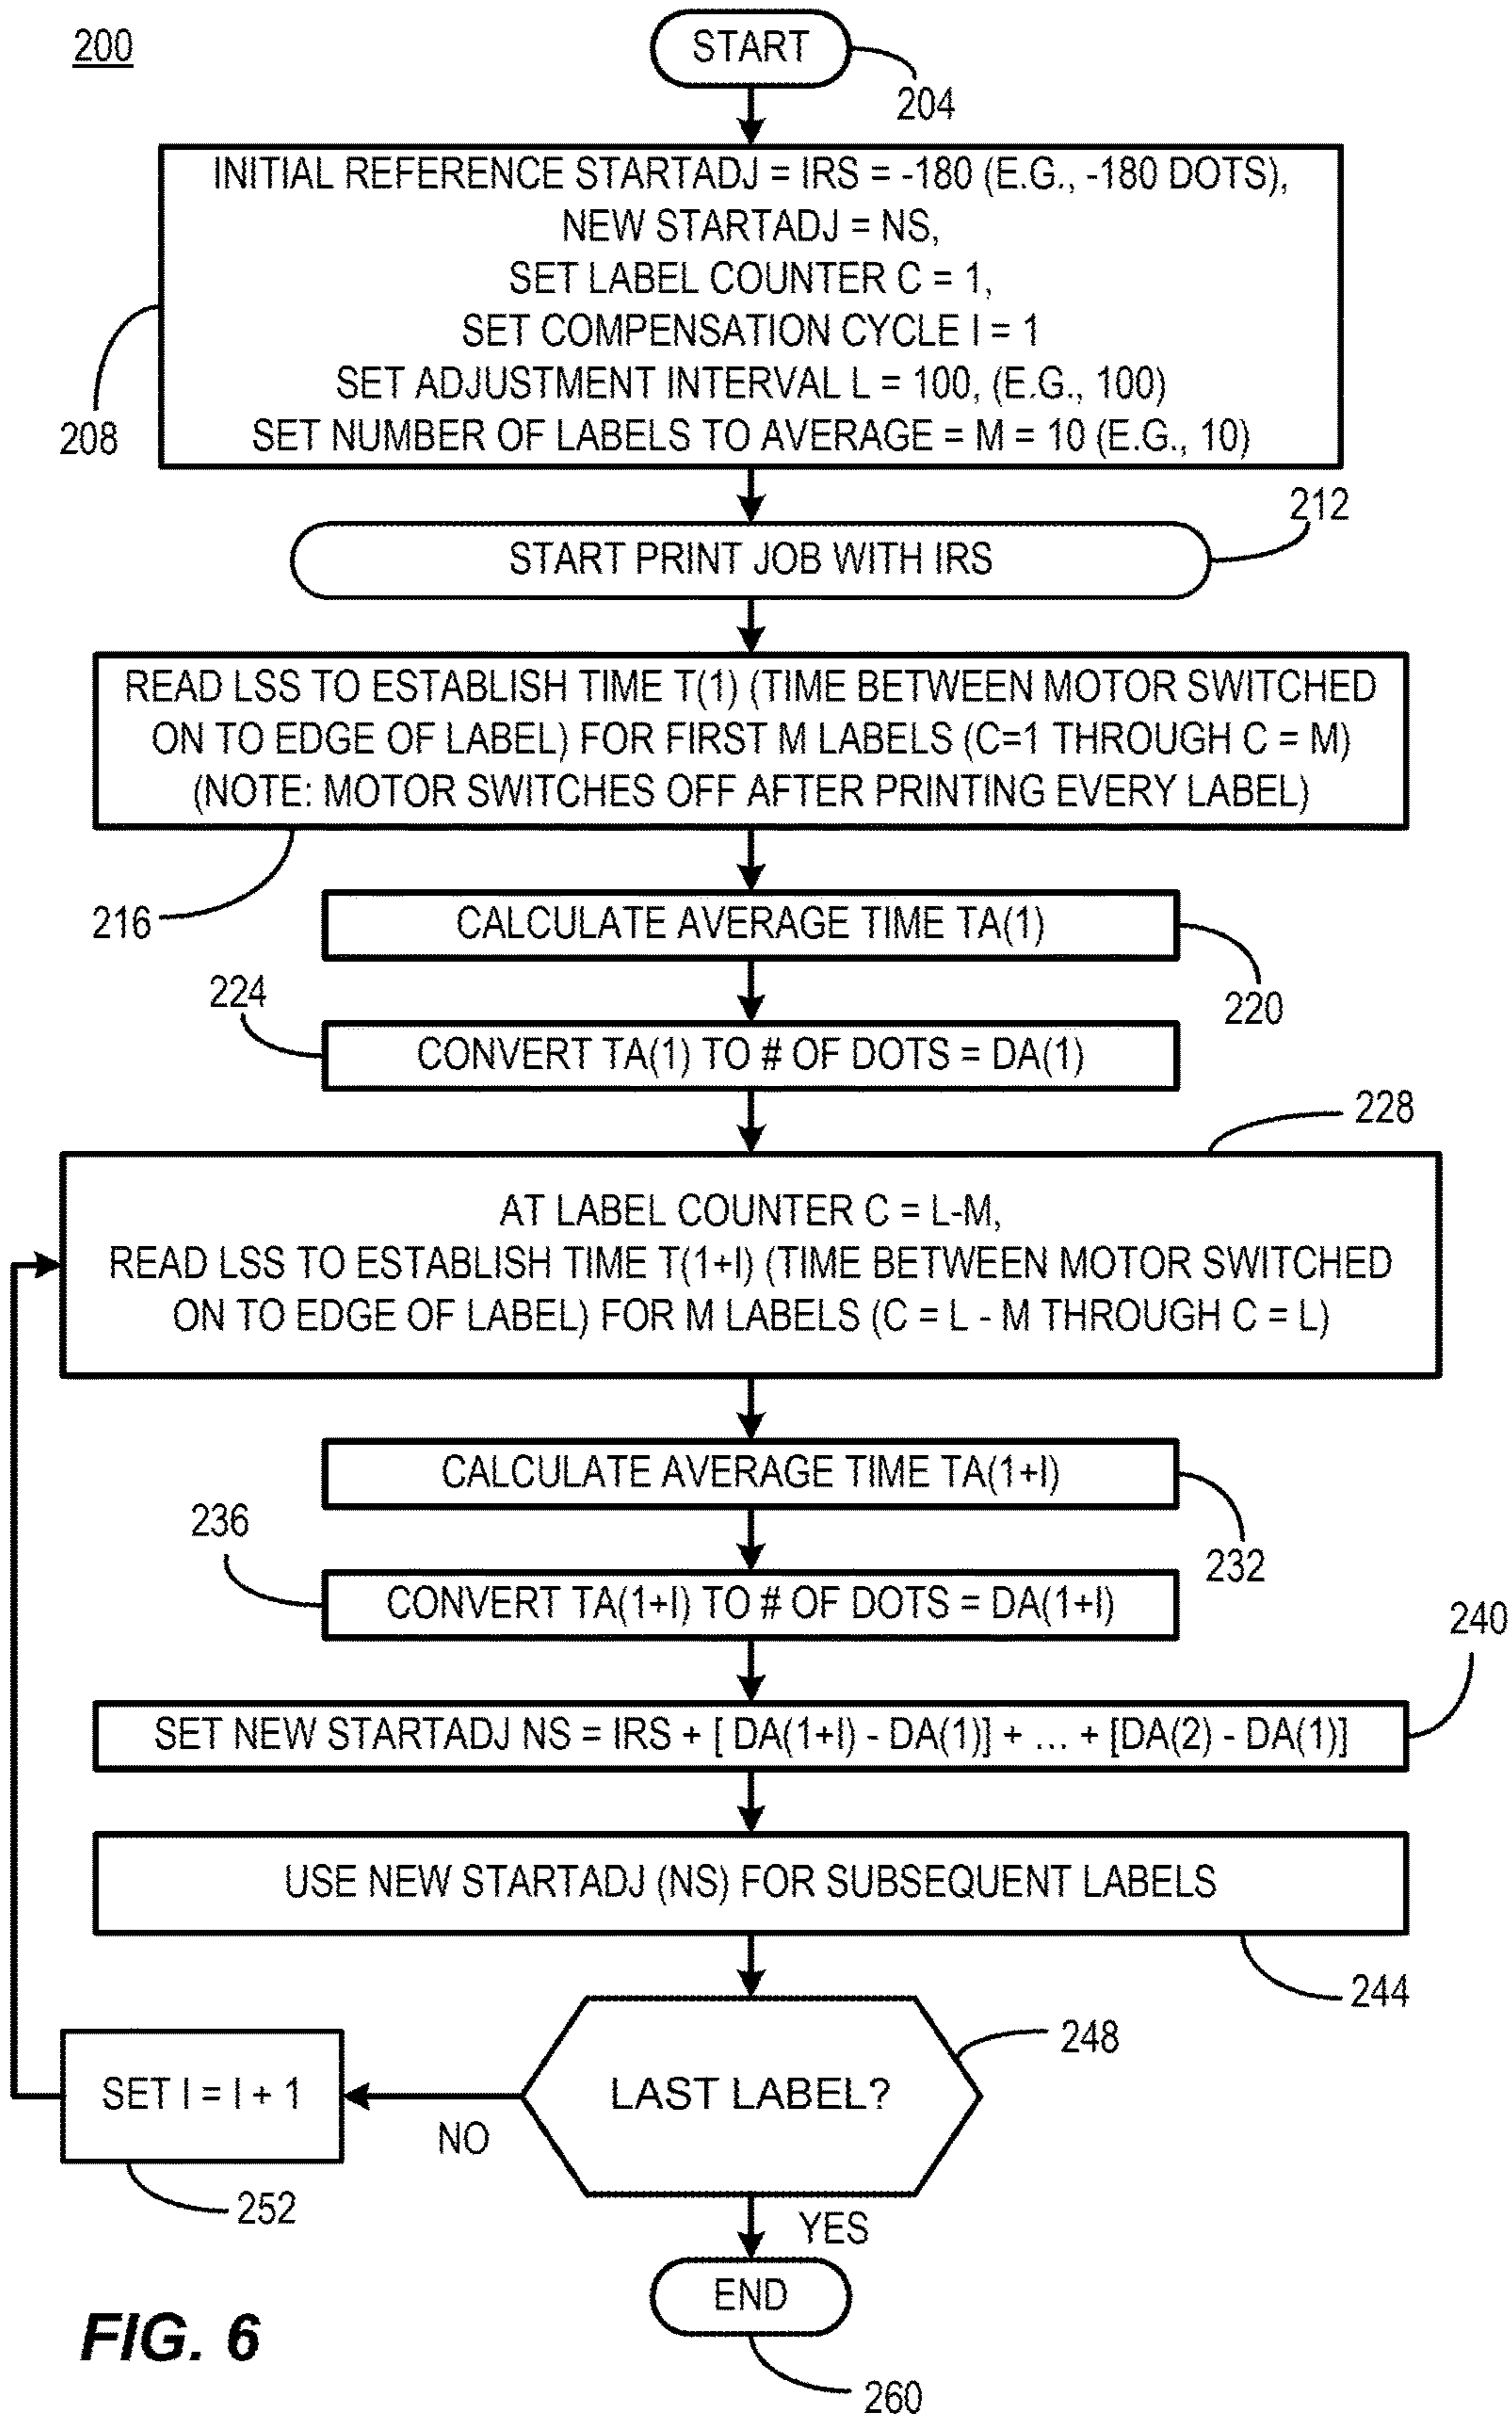 200
START
204
INITIAL REFERENCE STARTADJ = IRS = -180 (E.G., -180 DOTS),
NEW STARTADJ = NS,
SET LABEL COUNTER C = 1,
SET COMPENSATION CYCLE I = 1
SET ADJUSTMENT INTERVAL L = 100, (E.G., 100)
SET NUMBER OF LABELS TO AVERAGE = M = 10 (E.G., 10)
208
212
START PRINT JOB WITH IRS
READ LSS TO ESTABLISH TIME T(1) (TIME BETWEEN MOTOR SWITCHED
ON TO EDGE OF LABEL) FOR FIRST M LABELS (C=1 THROUGH C = M)
(NOTE: MOTOR SWITCHES OFF AFTER PRINTING EVERY LABEL)
216
CALCULATE AVERAGE TIME TA(1)
220
224
CONVERT TA(1) TO # OF DOTS = DA(1)
228
AT LABEL COUNTER C = L-M,
READ LSS TO ESTABLISH TIME T(1+I) (TIME BETWEEN MOTOR SWITCHED
ON TO EDGE OF LABEL) FOR M LABELS (C = L - M THROUGH C = L)
CALCULATE AVERAGE TIME TA(1+I)
232
236
CONVERT TA(1+I) TO # OF DOTS = DA(1+I)
240
SET NEW STARTADJ NS = IRS + [ DA(1+I) - DA(1)] + ... + [DA(2) - DA(1)]
USE NEW STARTADJ (NS) FOR SUBSEQUENT LABELS
244
248
LAST LABEL?
SET I = I + 1
NO
252
YES
END
260
FIG. 6